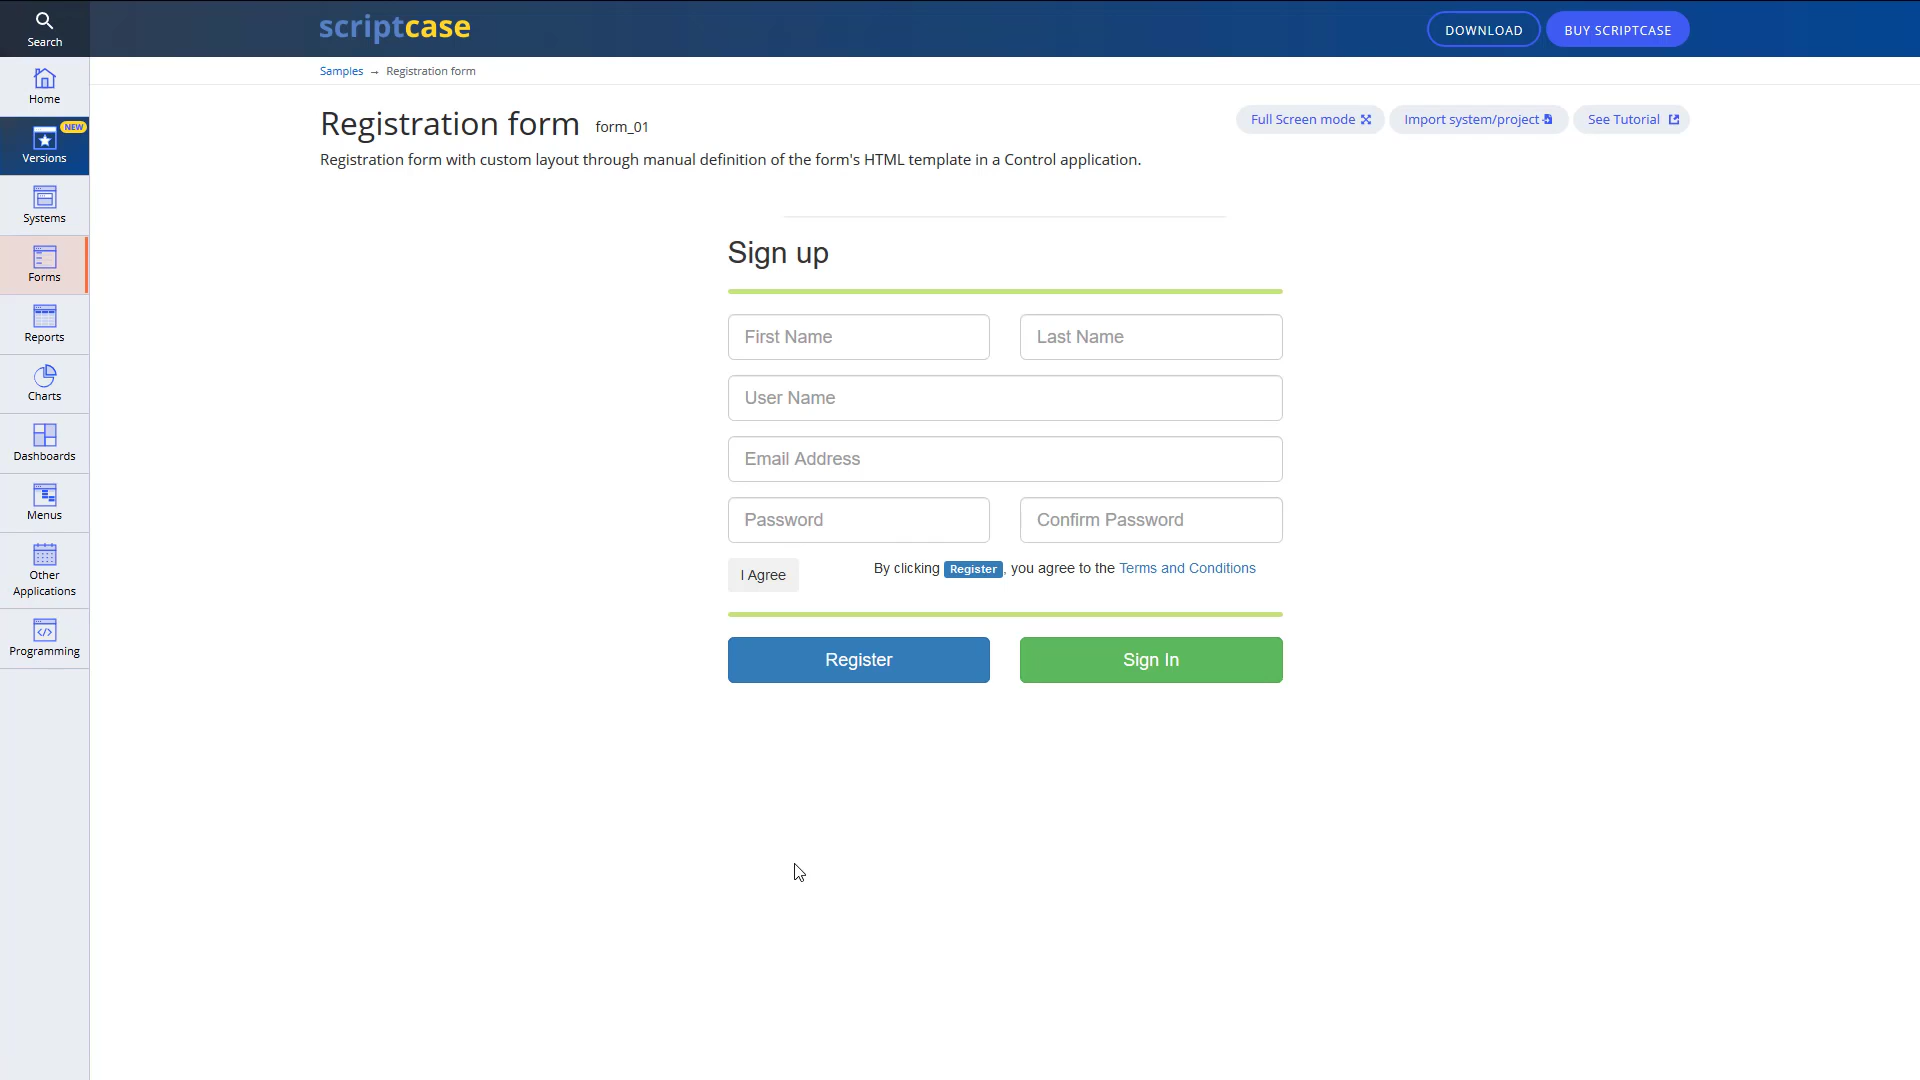 Search
scriptcase
DOWNLOAD
BUY SCRIPTCASE
Samples → Registration form
Home
NEW
Versions
Systems
Forms
Reports
Charts
Dashboards
Menus
Other
Applications
Programming
Registration form form_01
Full Screen mode
Import system/project
See Tutorial
Registration form with custom layout through manual definition of the form's HTML template in a Control application.
Sign up
First Name
Last Name
User Name
Email Address
Password
Confirm Password
I Agree
By clicking Register, you agree to the Terms and Conditions
Register
Sign In